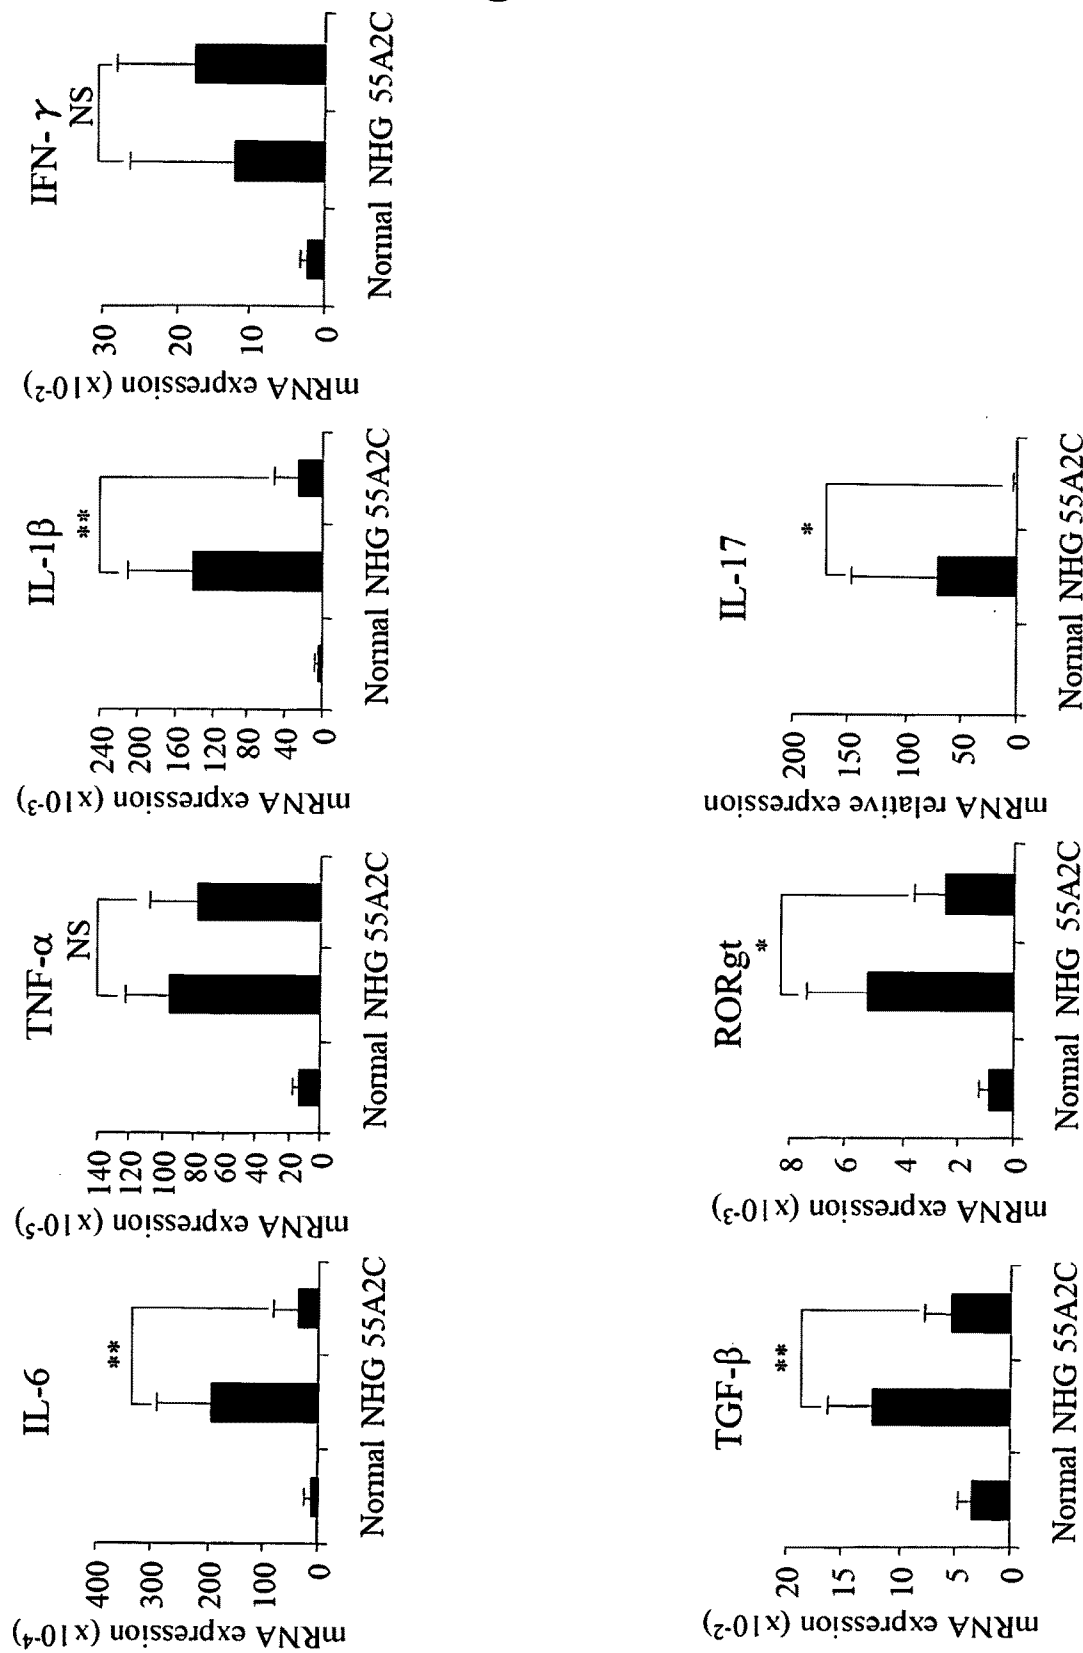 IL-6
mRNA expression (x10-4)
400
300
200
100
0
**
Normal NHG 55A2C
TNF-α
mRNA expression (x10-5)
140
120
100
80
60
40
20
0
NS
Normal NHG 55A2C
IL-1β
mRNA expression (x10-3)
240
200
160
120
80
40
0
**
Normal NHG 55A2C
IFN-γ
mRNA expression (x10-2)
30
20
10
0
NS
Normal NHG 55A2C
TGF-β
mRNA expression (x10-2)
20
15
10
5
0
**
Normal NHG 55A2C
RORgt
mRNA expression (x10-3)
8
6
4
2
0
*
Normal NHG 55A2C
IL-17
mRNA relative expression
200
150
100
50
0
*
Normal NHG 55A2C